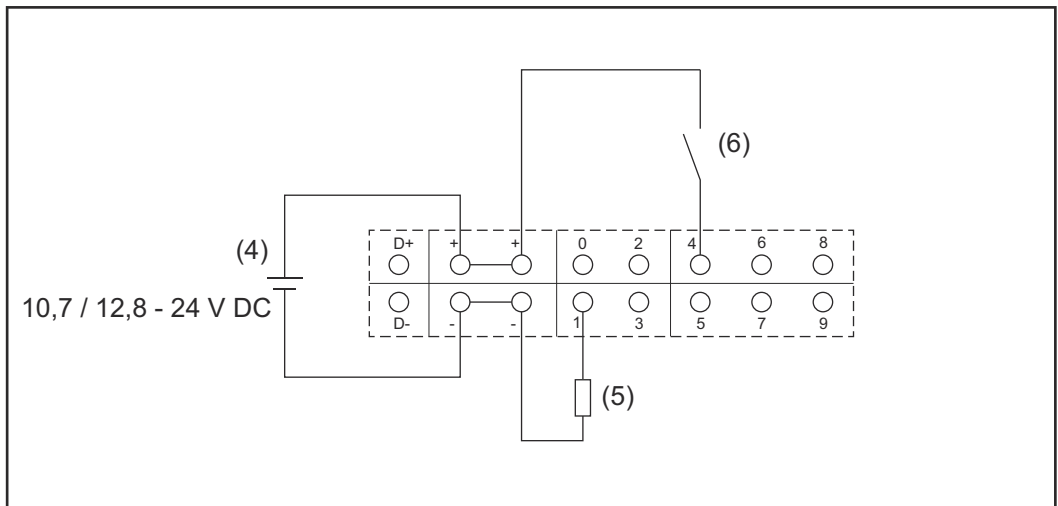 (6)
(4)
10,7 / 12,8 - 24 V DC
D+ + + 0 2 4 6 8
D- - - 1 3 5 7 9
(5)